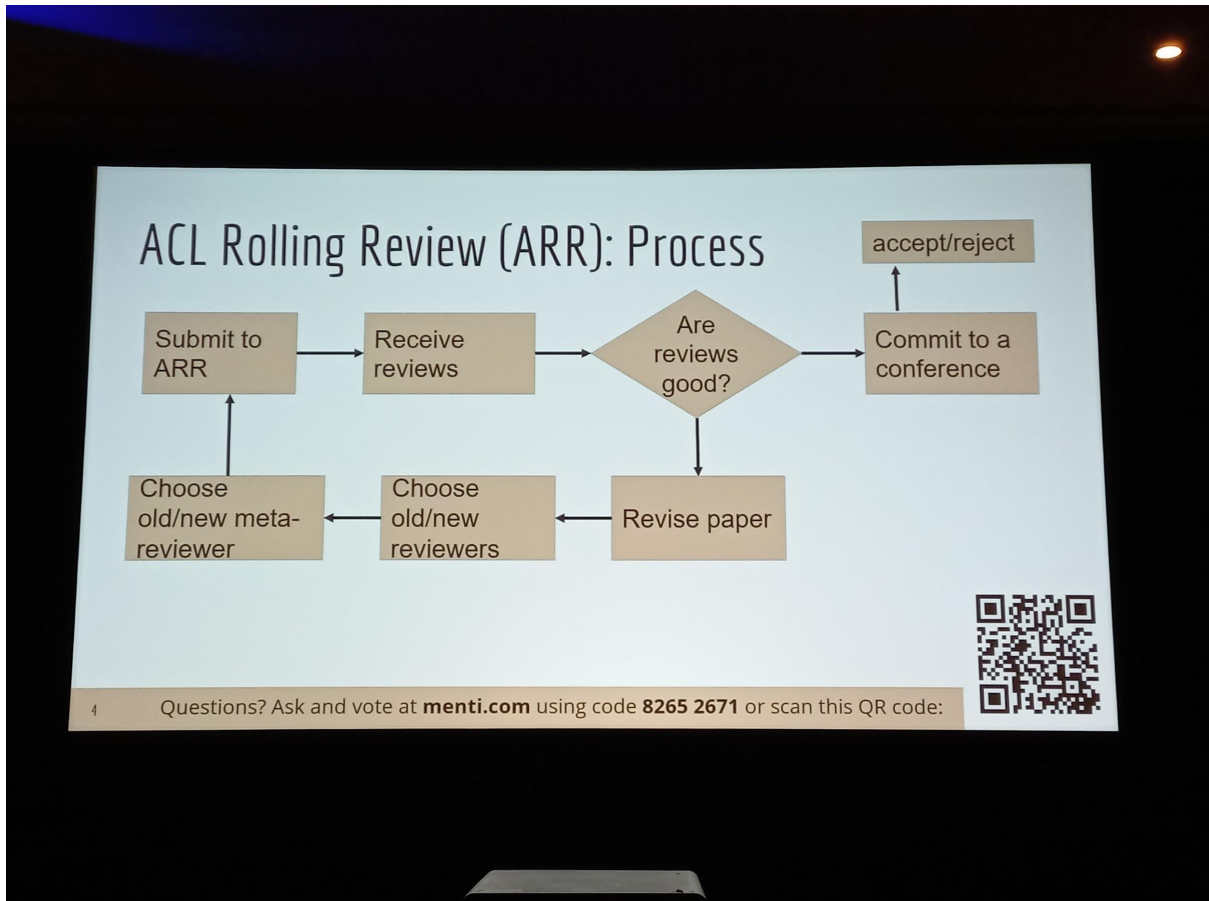 ACL Rolling Review (ARR): Process
accept/reject
Submit to
ARR
Receive
reviews
Are
reviews
good?
Commit to a
conference
Choose
old/new meta-
reviewer
Choose
old/new
reviewers
Revise paper
4
Questions? Ask and vote at menti.com using code 8265 2671 or scan this QR code: